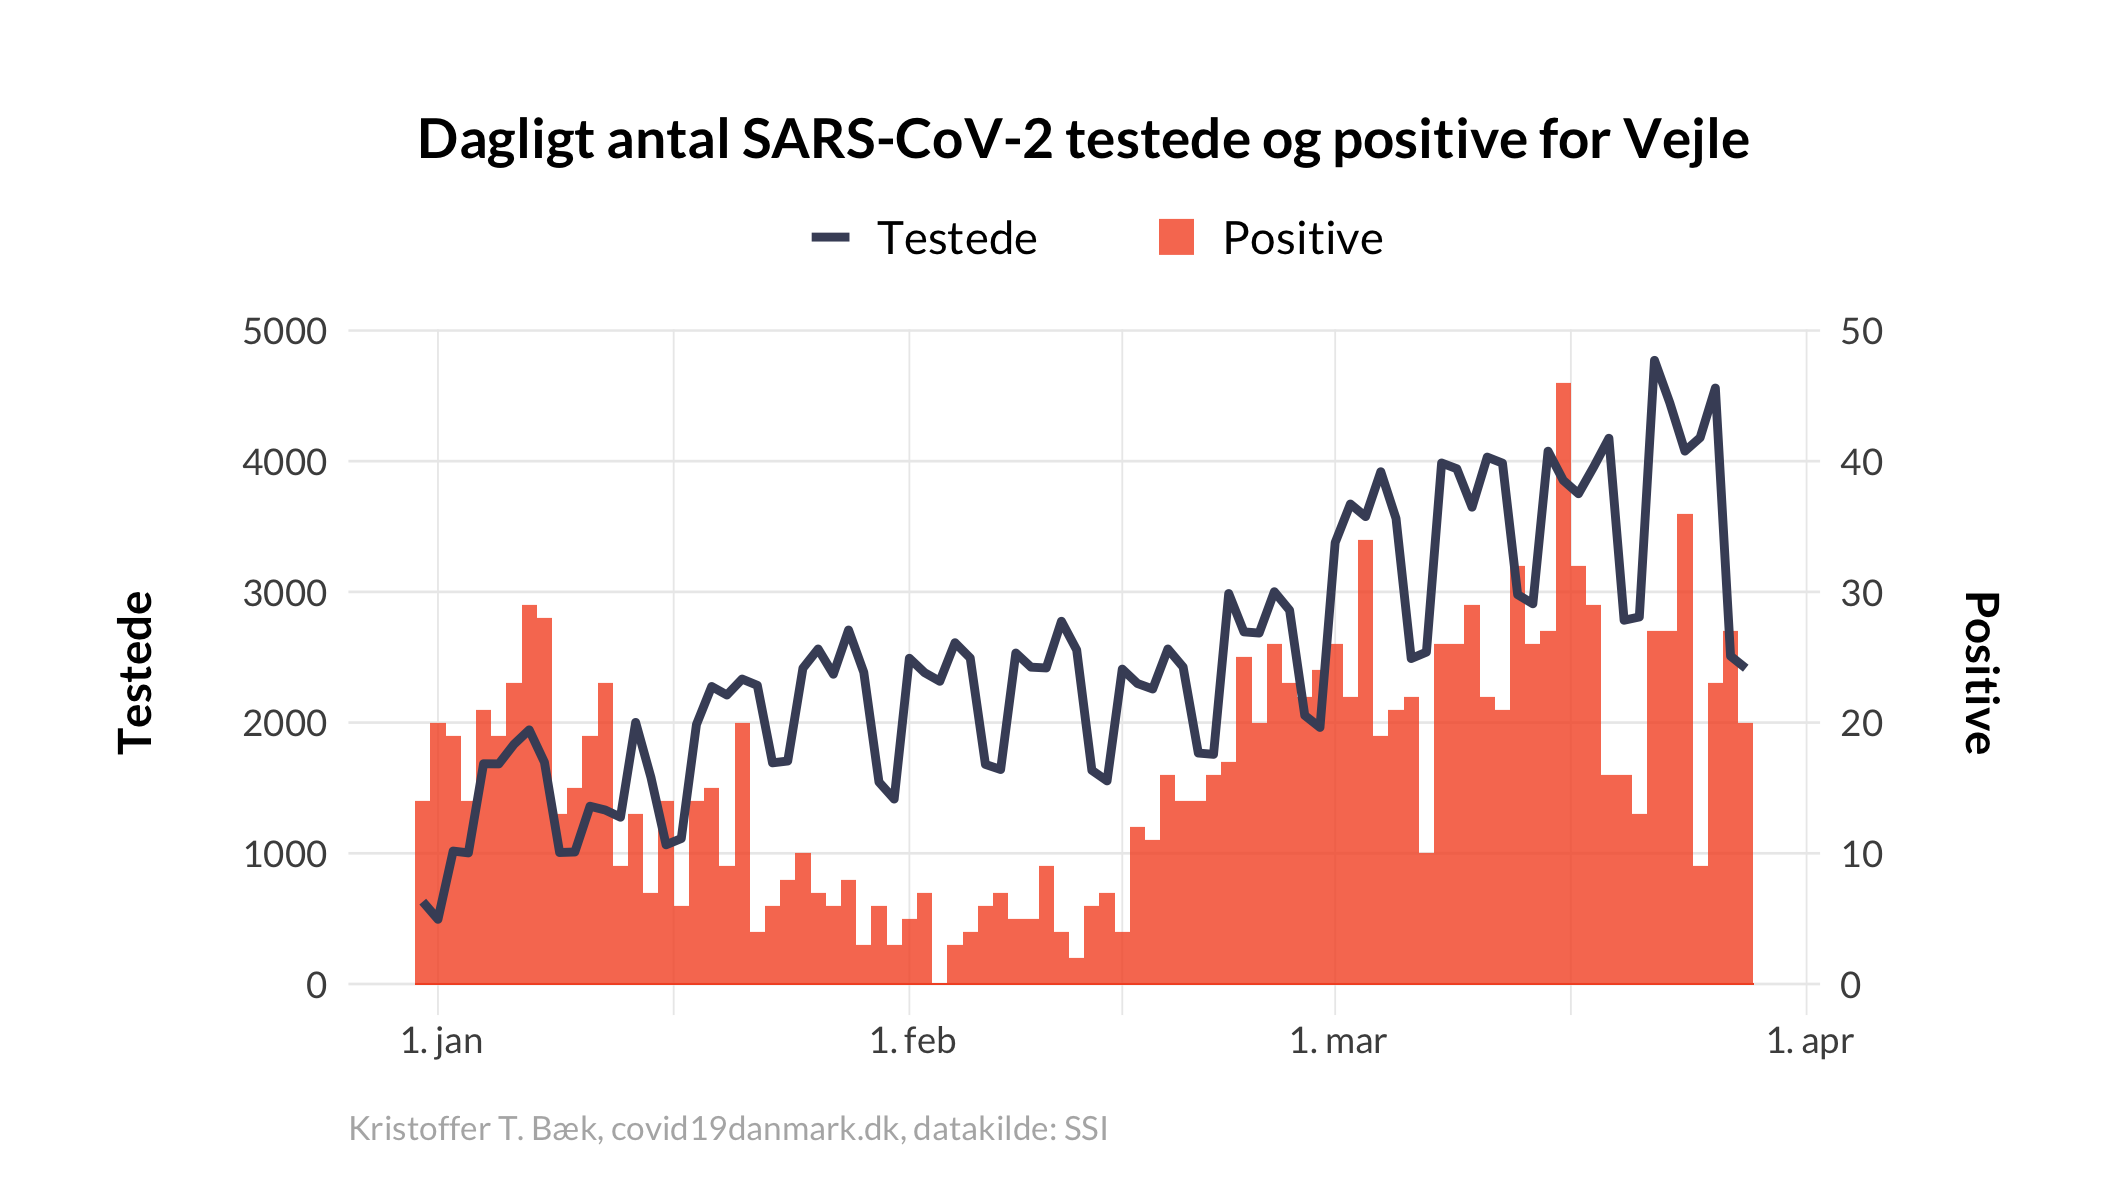 Dagligt antal SARS-CoV-2 testede og positive for Vejle
Testede Positive
5000 50
4000 40
3000 30
2000 20
1000 10
0 0
Testede
Positive
1. jan 1. feb 1. mar 1. apr
Kristoffer T. Bæk, covid19danmark.dk, datakilde: SSI